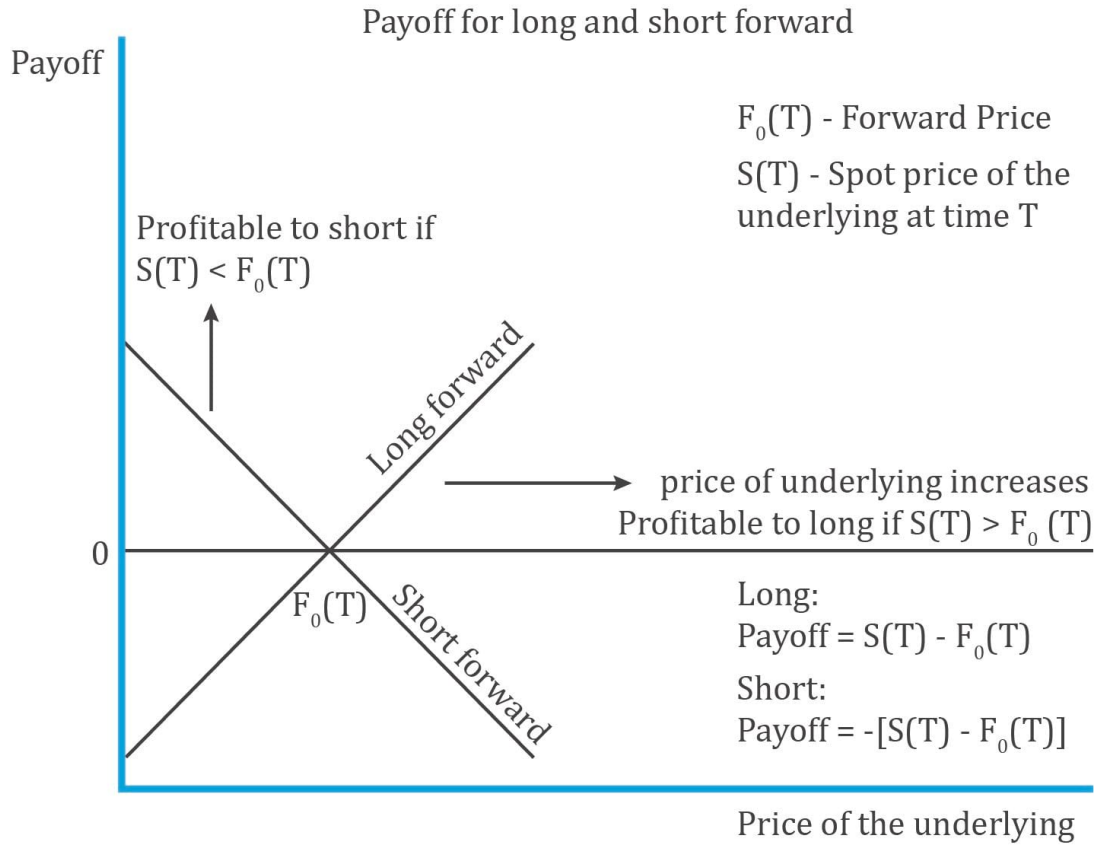 Payoff for long and short forward
Payoff
F₀(T) - Forward Price
S(T) - Spot price of the
underlying at time T
Profitable to short if
S(T) < F₀(T)
Long forward
price of underlying increases
Profitable to long if S(T) > F₀ (T)
0
F₀(T)
Short forward
Long:
Payoff = S(T) - F₀(T)
Short:
Payoff = -[S(T) - F₀(T)]
Price of the underlying